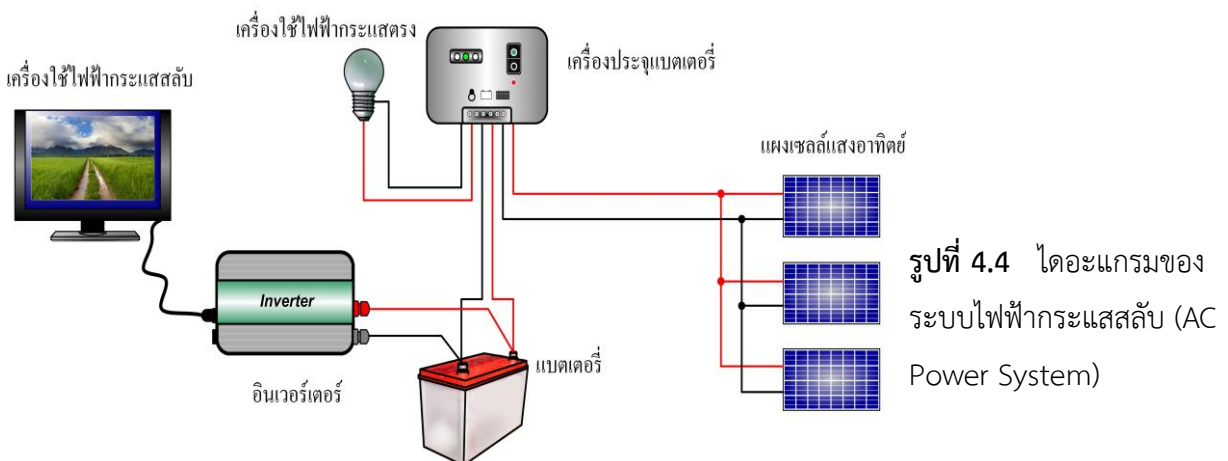 เครื่องใช้ไฟฟ้ากระแสตรง
เครื่องประจุแบตเตอรี่
เครื่องใช้ไฟฟ้ากระแสสลับ
แผงเซลล์แสงอาทิตย์
Inverter
แบตเตอรี่
อินเวอร์เตอร์
รูปที่ 4.4 ไดอะแกรมของ
ระบบไฟฟ้ากระแสสลับ (AC
Power System)